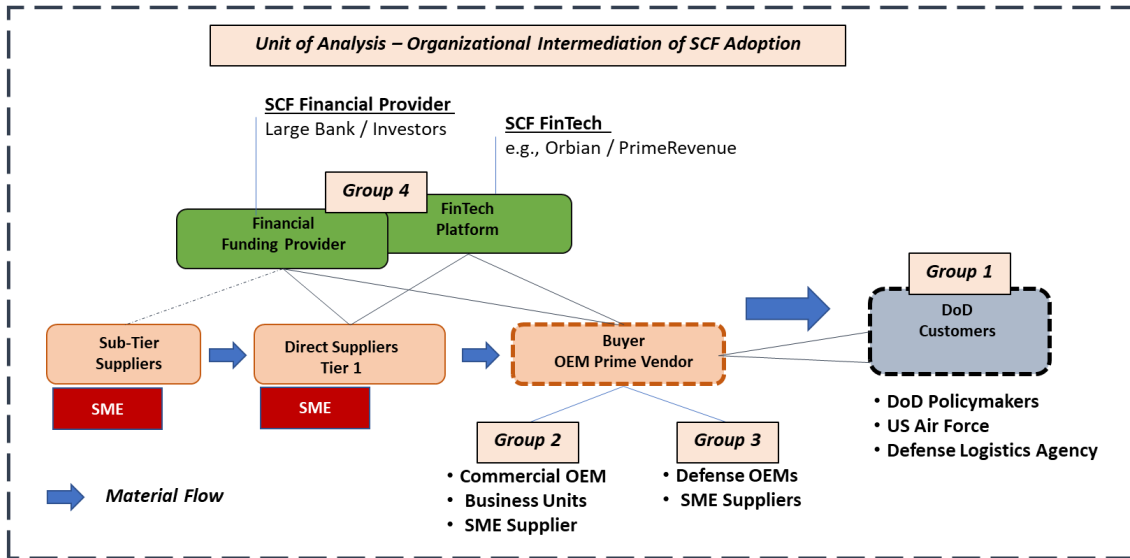 Unit of Analysis – Organizational Intermediation of SCF Adoption
SCF Financial Provider
Large Bank / Investors
SCF FinTech
e.g., Orbian / PrimeRevenue
Group 4
Financial
Funding Provider
FinTech
Platform
Group 1
DoD
Customers
Sub-Tier
Suppliers
Direct Suppliers
Tier 1
Buyer
OEM Prime Vendor
SME
SME
• DoD Policymakers
• US Air Force
• Defense Logistics Agency
Group 2
• Commercial OEM
• Business Units
• SME Supplier
Group 3
• Defense OEMs
• SME Suppliers
Material Flow